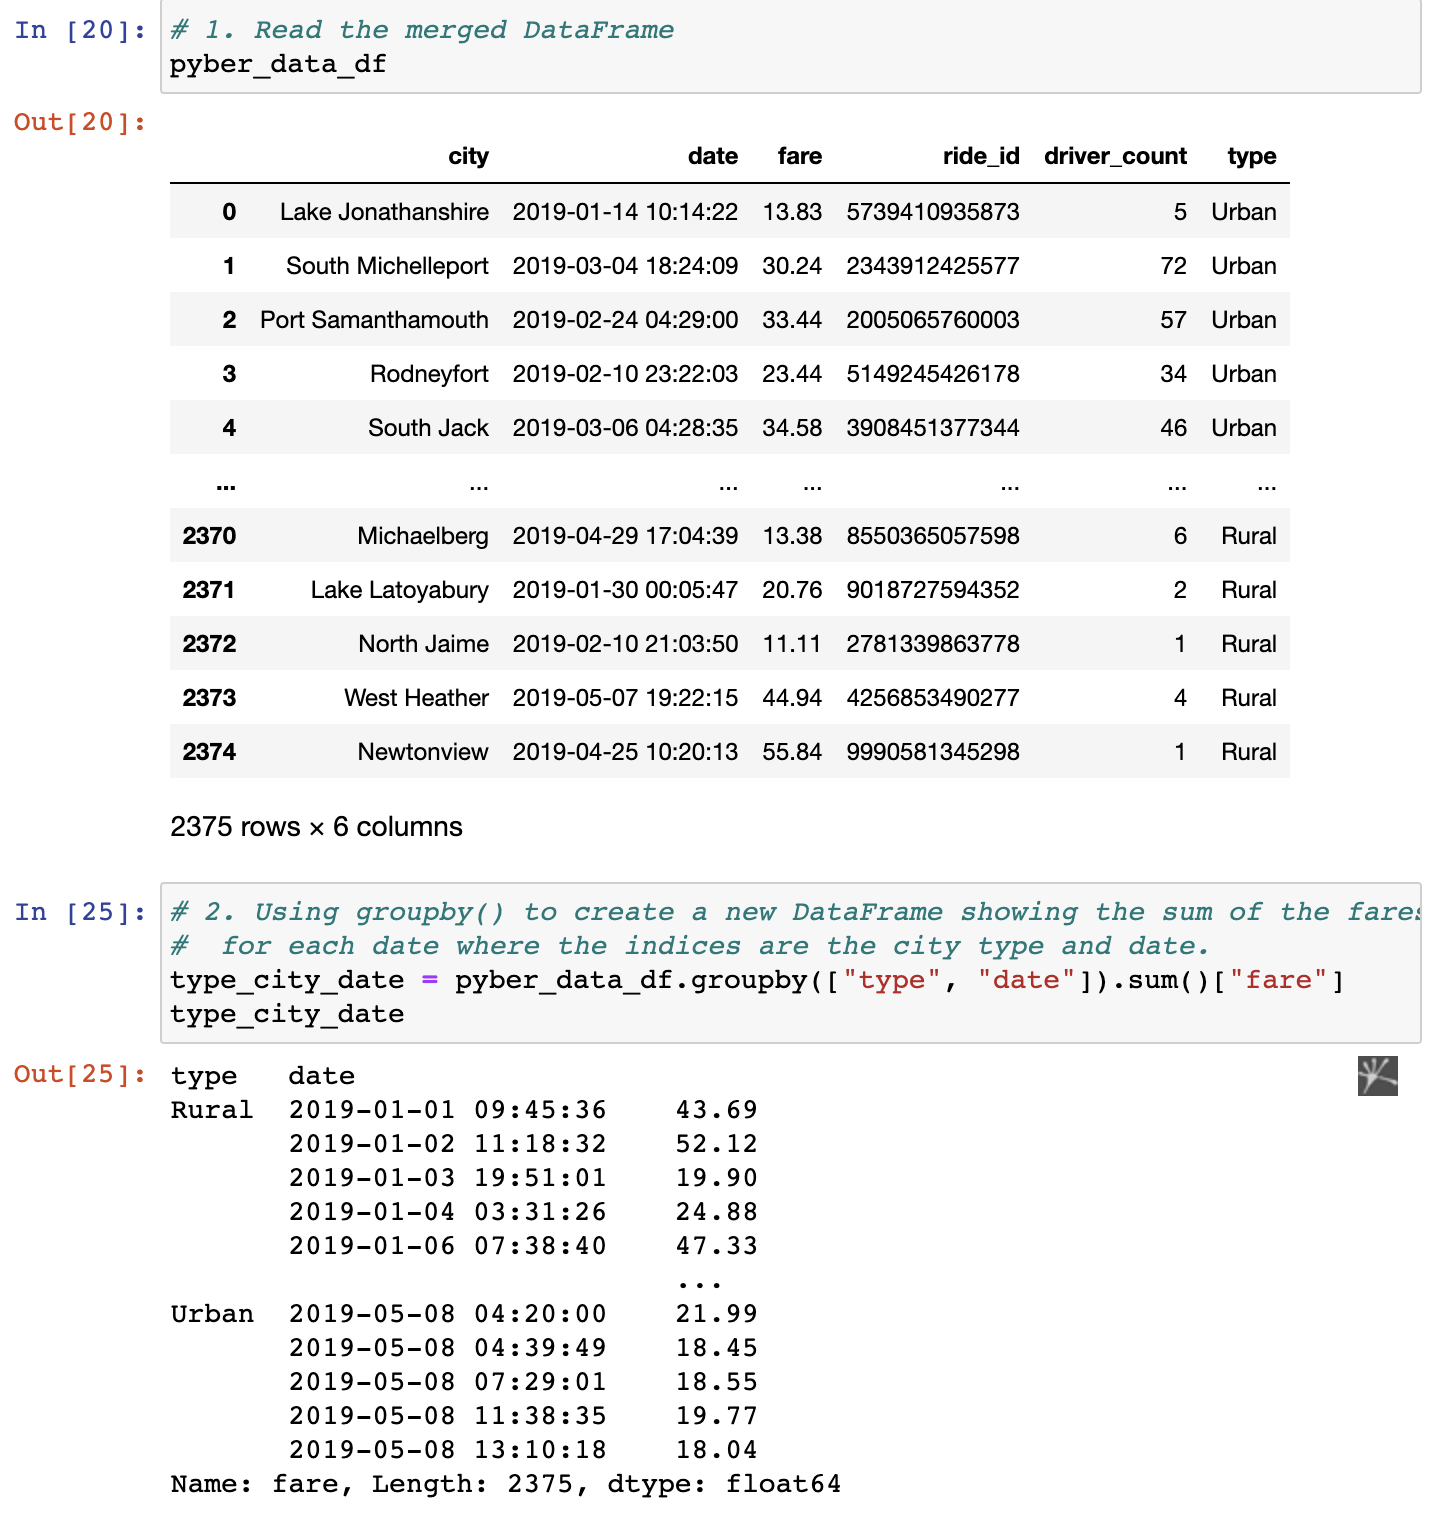 In [20]: # 1. Read the merged DataFrame
pyber_data_df
Out[20]:
city date fare ride_id driver_count type
0 Lake Jonathanshire 2019-01-14 10:14:22 13.83 5739410935873 5 Urban
1 South Michelleport 2019-03-04 18:24:09 30.24 2343912425577 72 Urban
2 Port Samanthamouth 2019-02-24 04:29:00 33.44 2005065760003 57 Urban
3 Rodneyfort 2019-02-10 23:22:03 23.44 5149245426178 34 Urban
4 South Jack 2019-03-06 04:28:35 34.58 3908451377344 46 Urban
... ... ... ... ... ... ...
2370 Michaelberg 2019-04-29 17:04:39 13.38 8550365057598 6 Rural
2371 Lake Latoyabury 2019-01-30 00:05:47 20.76 9018727594352 2 Rural
2372 North Jaime 2019-02-10 21:03:50 11.11 2781339863778 1 Rural
2373 West Heather 2019-05-07 19:22:15 44.94 4256853490277 4 Rural
2374 Newtonview 2019-04-25 10:20:13 55.84 9990581345298 1 Rural
2375 rows × 6 columns
In [25]: # 2. Using groupby() to create a new DataFrame showing the sum of the fares
#  for each date where the indices are the city type and date.
type_city_date = pyber_data_df.groupby(["type", "date"]).sum()["fare"]
type_city_date
Out[25]: type date
Rural 2019-01-01 09:45:36 43.69
2019-01-02 11:18:32 52.12
2019-01-03 19:51:01 19.90
2019-01-04 03:31:26 24.88
2019-01-06 07:38:40 47.33
...
Urban 2019-05-08 04:20:00 21.99
2019-05-08 04:39:49 18.45
2019-05-08 07:29:01 18.55
2019-05-08 11:38:35 19.77
2019-05-08 13:10:18 18.04
Name: fare, Length: 2375, dtype: float64